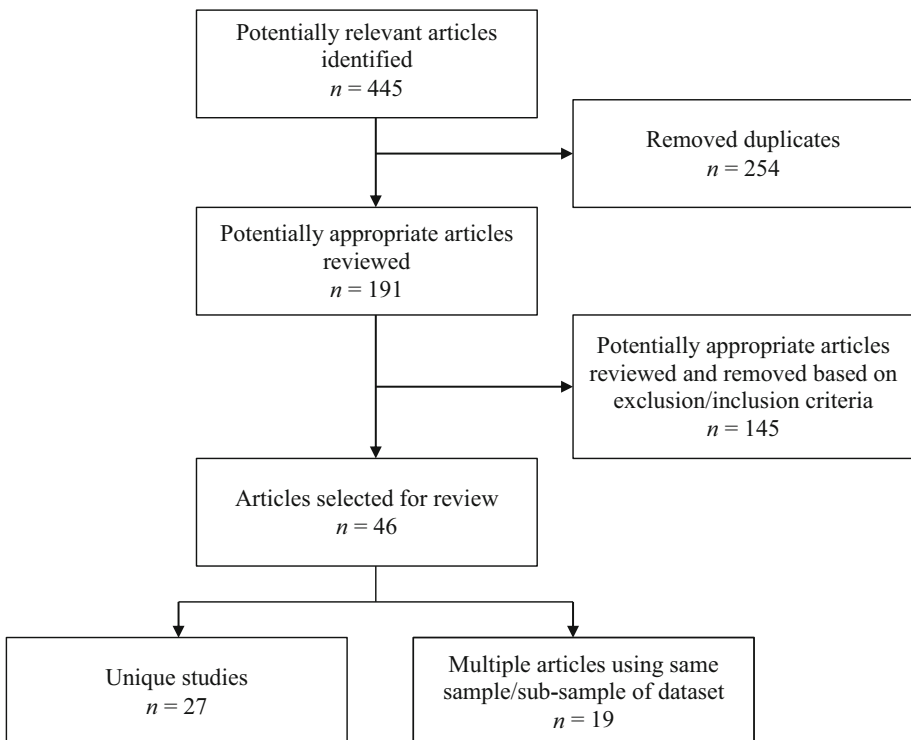 Potentially relevant articles
identified
n = 445
Removed duplicates
n = 254
Potentially appropriate articles
reviewed
n = 191
Potentially appropriate articles
reviewed and removed based on
exclusion/inclusion criteria
n = 145
Articles selected for review
n = 46
Unique studies
n = 27
Multiple articles using same
sample/sub-sample of dataset
n = 19